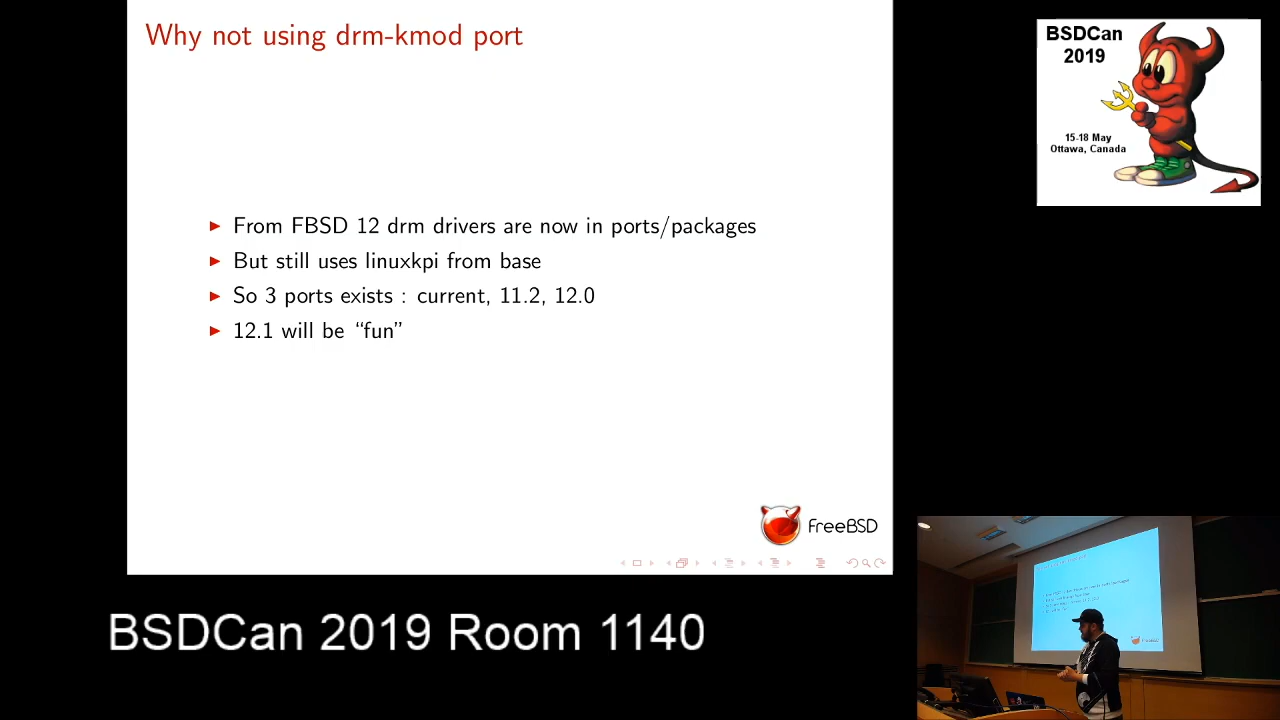 Why not using drm-kmod port
From FBSD 12 drm drivers are now in ports/packages
But still uses linuxkpi from base
So 3 ports exists : current, 11.2, 12.0
12.1 will be “fun”
FreeBSD
BSDCan
2019
15-18 May
Ottawa, Canada
BSDCan 2019 Room 1140